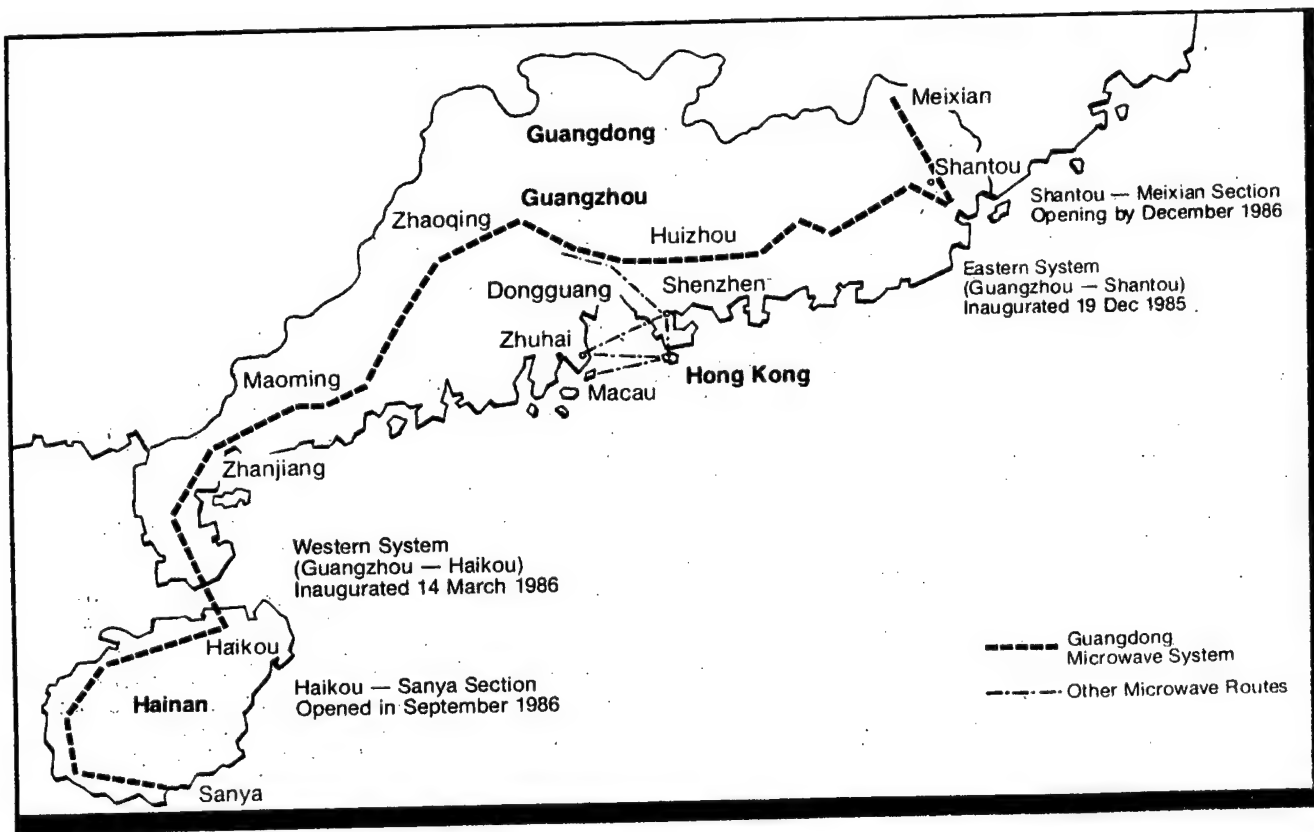 Meixian
Guangdong
Shantou
Guangzhou
Shantou — Meixian Section
Opening by December 1986
Zhaoqing
Huizhou
Eastern System
(Guangzhou — Shantou)
Inaugurated 19 Dec 1985
Dongguang
Shenzhen
Zhuhai
Hong Kong
Macau
Maoming
Zhanjiang
Western System
(Guangzhou — Haikou)
Inaugurated 14 March 1986
Haikou
Hainan
Haikou — Sanya Section
Opened in September 1986
Sanya
Guangdong
Microwave System
Other Microwave Routes